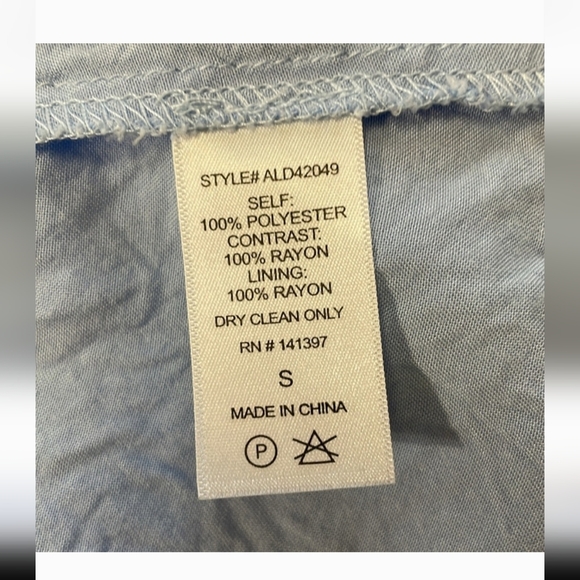 STYLE# ALD42049
SELF:
100% POLYESTER
CONTRAST:
100% RAYON
LINING:
100% RAYON
DRY CLEAN ONLY
RN # 141397
S
MADE IN CHINA
P